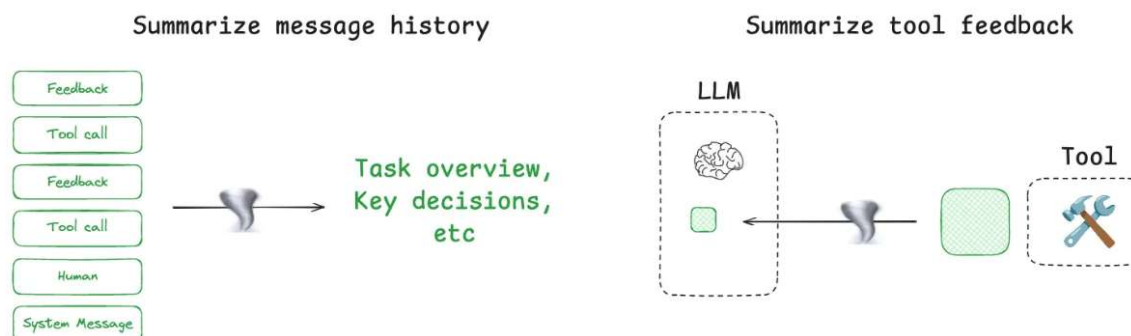 Summarize message history
Feedback
Tool call
Feedback
Tool call
Human
System Message
Task overview,
Key decisions,
etc
Summarize tool feedback
LLM
Tool